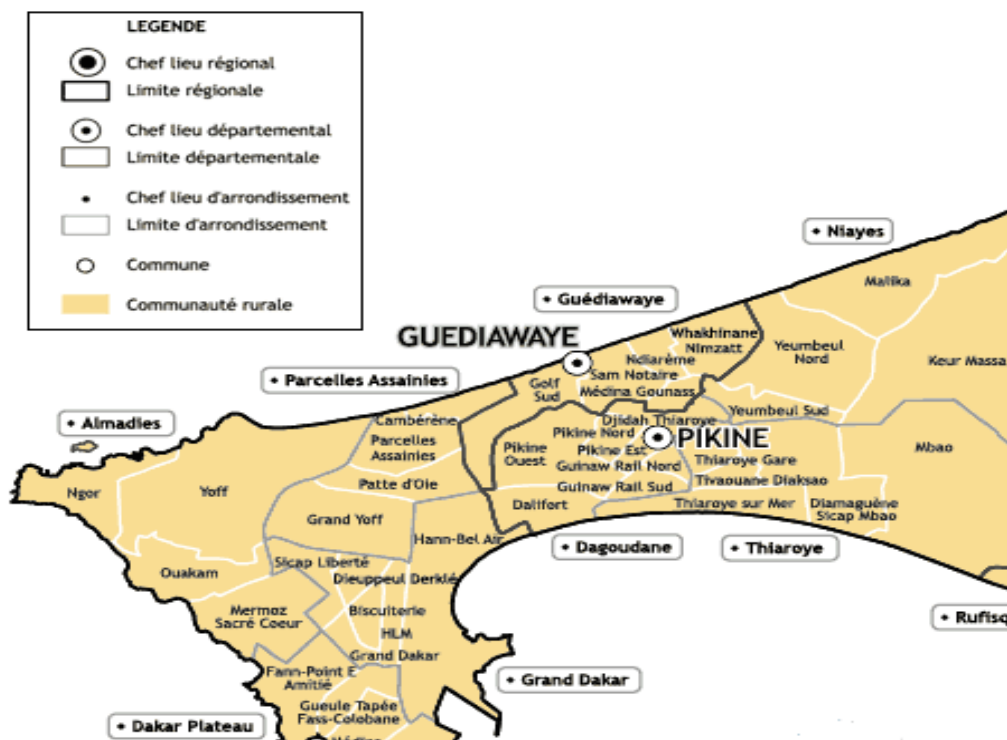 LEGENDE
Chef lieu régional
Limite régionale
Chef lieu départemental
Limite départementale
Chef lieu d'arrondissement
Limite d'arrondissement
Commune
Communauté rurale
Niayes
Malika
Guédiawaye
GUEDIAWAYE
Whakhinane
Nimzatt
Yeumbeul
Nord
Keur Massa
Ndiarème
Sam Notaire
Golf
Sud
Médina Gounass
Parcelles Assainies
Almadies
Cambérène
Djidah Thiaroye
Yeumbeul Sud
Pikine Nord
PIKINE
Parcelles
Assainies
Pikine
Ouest
Pikine Est
Mbao
Guinaw Rail Nord
Thiaroye Gare
Ngor
Yoff
Patte d'Oie
Guinaw Rail Sud
Tivaouane Diaksao
Dalifort
Thiaroye sur Mer
Diamaguène
Sicap Mbao
Grand Yoff
Hann-Bel Air
Dagoudane
Thiaroye
Sicap Liberté
Dieuppeul Derklé
Ouakam
Mermoz
Sacré Coeur
Biscuiterie
HLM
Rufisq
Grand Dakar
Fann-Point E
Amitié
Grand Dakar
Gueule Tapée
Fass-Colobane
Dakar Plateau
Médina